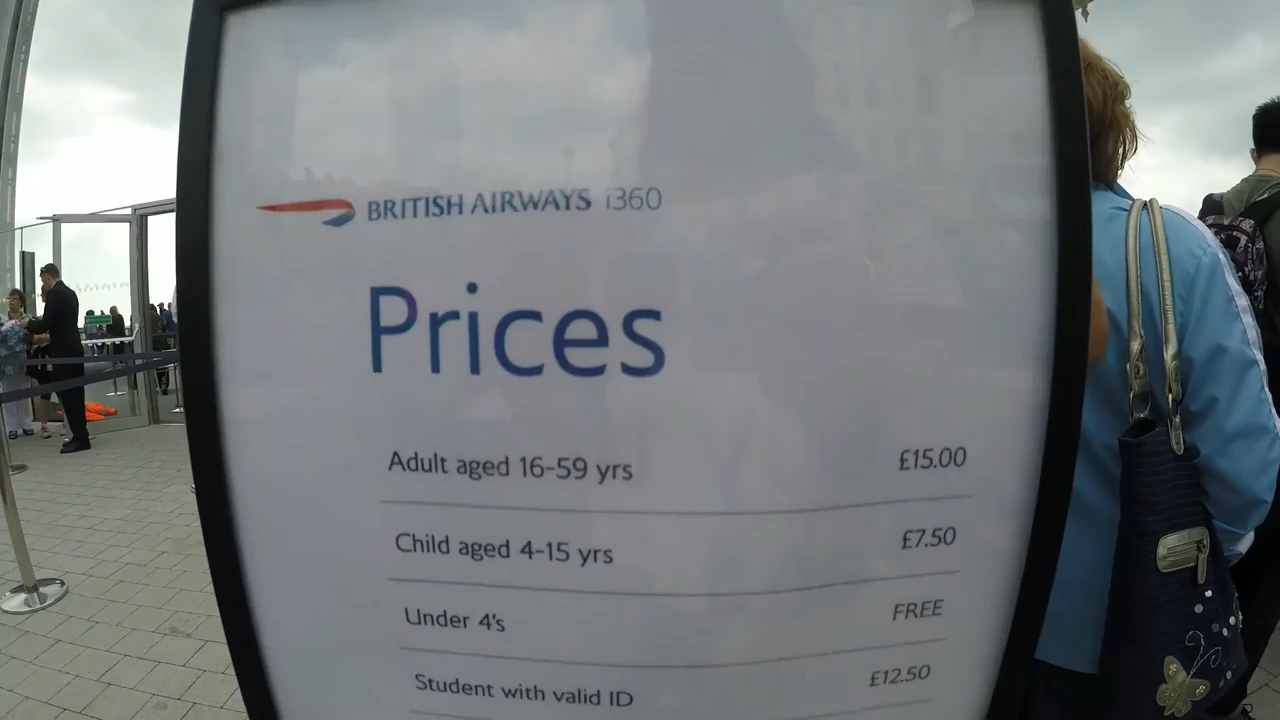 BRITISH AIRWAYS i360
Prices
Adult aged 16-59 yrs £15.00
Child aged 4-15 yrs £7.50
Under 4's FREE
Student with valid ID £12.50